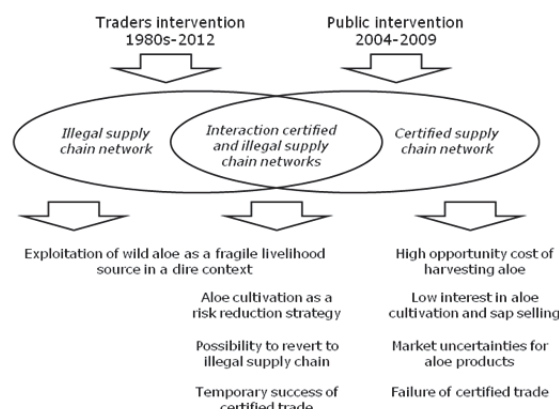 Traders intervention
1980s-2012
Public intervention
2004-2009
Illegal supply
chain network
Interaction certified
and illegal supply
chain networks
Certified supply
chain network
Exploitation of wild aloe as a fragile livelihood
source in a dire context
Aloe cultivation as a
risk reduction strategy
Possibility to revert to
illegal supply chain
Temporary success of
certified trade
High opportunity cost of
harvesting aloe
Low interest in aloe
cultivation and sap selling
Market uncertainties for
aloe products
Failure of certified trade